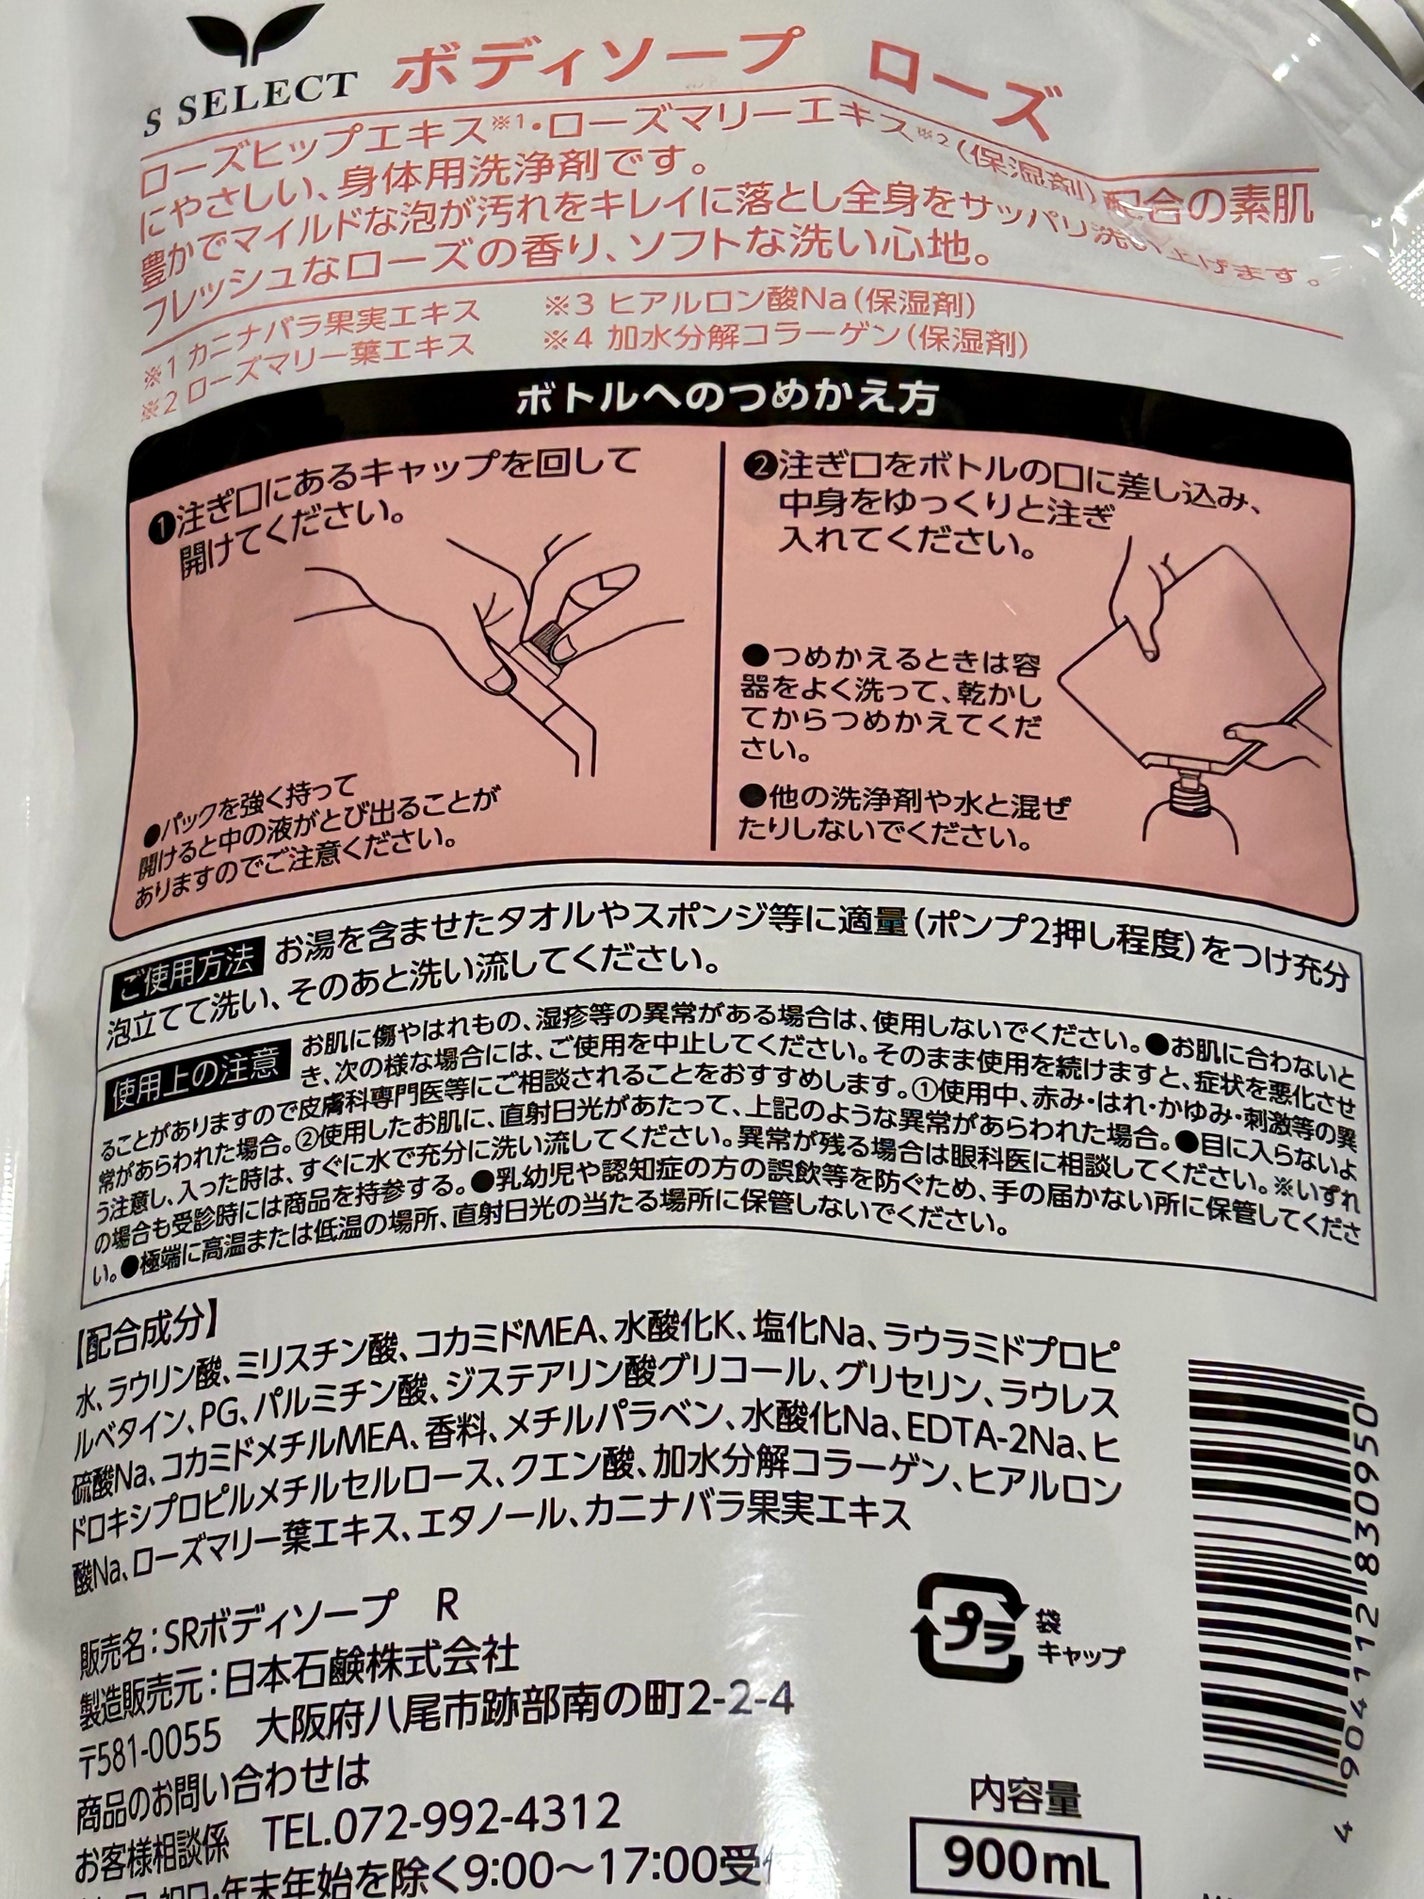 S SELECT
ボディソープ ローズ
ローズヒップエキス※1・ローズマリーエキス※2(保湿剤)配合の素肌
にやさしい、身体用洗浄剤です。
豊かでマイルドな泡が汚れをキレイに落とし全身をサッパリ洗い上げます。
フレッシュなローズの香り、ソフトな洗い心地。
※1 カニナバラ果実エキス ※3 ヒアルロン酸Na(保湿剤)
※2 ローズマリー葉エキス ※4 加水分解コラーゲン(保湿剤)
ボトルへのつめかえ方
❶注ぎ口にあるキャップを回して
開けてください。
●パックを強く持って
開けると中の液がとび出ることが
ありますのでご注意ください。
❷注ぎ口をボトルの口に差し込み、
中身をゆっくりと注ぎ
入れてください。
●つめかえるときは容
器をよく洗って、乾かし
てからつめかえてくだ
さい。
●他の洗浄剤や水と混ぜ
たりしないでください。
ご使用方法 お湯を含ませたタオルやスポンジ等に適量(ポンプ2押し程度)をつけ充分
泡立てて洗い、そのあと洗い流してください。
使用上の注意 お肌に傷やはれもの、湿疹等の異常がある場合は、使用しないでください。●お肌に合わないと
き、次の様な場合には、ご使用を中止してください。そのまま使用を続けますと、症状を悪化させ
ることがありますので皮膚科専門医等にご相談されることをおすすめします。①使用中、赤み・はれ・かゆみ・刺激等の異
常があらわれた場合。②使用したお肌に、直射日光があたって、上記のような異常があらわれた場合。●目に入らないよ
う注意し、入った時は、すぐに水で充分に洗い流してください。異常が残る場合は眼科医に相談してください。※いずれ
の場合も受診時には商品を持参する。●乳幼児や認知症の方の誤飲等を防ぐため、手の届かない所に保管してくださ
い。●極端に高温または低温の場所、直射日光の当たる場所に保管しないでください。
【配合成分】
水、ラウリン酸、ミリスチン酸、コカミドMEA、水酸化K、塩化Na、ラウラミドプロピ
ルベタイン、PG、パルミチン酸、ジステアリン酸グリコール、グリセリン、ラウレス
硫酸Na、コカミドメチルMEA、香料、メチルパラベン、水酸化Na、EDTA-2Na、ヒ
ドロキシプロピルメチルセルロース、クエン酸、加水分解コラーゲン、ヒアルロン
酸Na、ローズマリー葉エキス、エタノール、カニナバラ果実エキス
販売名:SRボディソープ R
製造販売元:日本石鹸株式会社
〒581-0055 大阪府八尾市跡部南の町2-2-4
商品のお問い合わせは
お客様相談係 TEL.072-992-4312
年末年始を除く9:00～17:00受
プラ
袋
キャップ
内容量
900mL
4 904112 830950